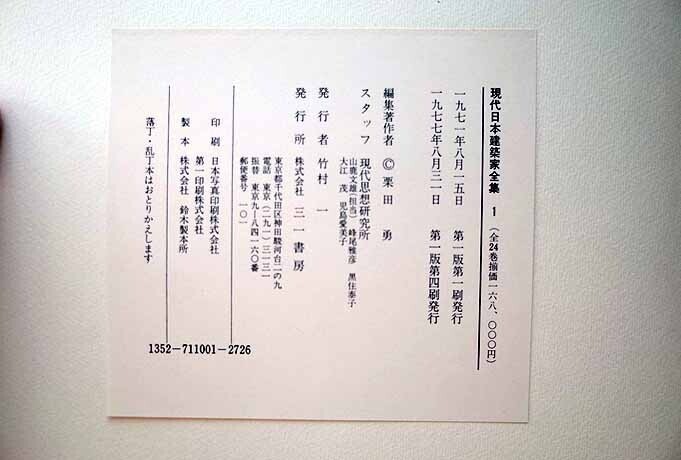 現代日本建築家全集 1 (全24巻揃価一六八、〇〇〇円)
一九七一年八月一五日 第一版第一刷発行
一九七七年八月三一日 第一版第四刷発行
編集著作者 © 栗田 勇
スタッフ 現代思想研究所
山鹿文雄(担当) 峰尾雅彦 黒住泰子
大江 茂 児島愛美子
発行者 竹村 一
発行所 株式会社 三一書房
東京都千代田区神田駿河台二の九
電話 東京(二九一)三一三一
振替 東京九―八四一六〇番
郵便番号 一〇一
印刷 日本写真印刷株式会社
第一印刷株式会社
製本 株式会社 鈴木製本所
落丁・乱丁本はおとりかえします
1352-711001-2726